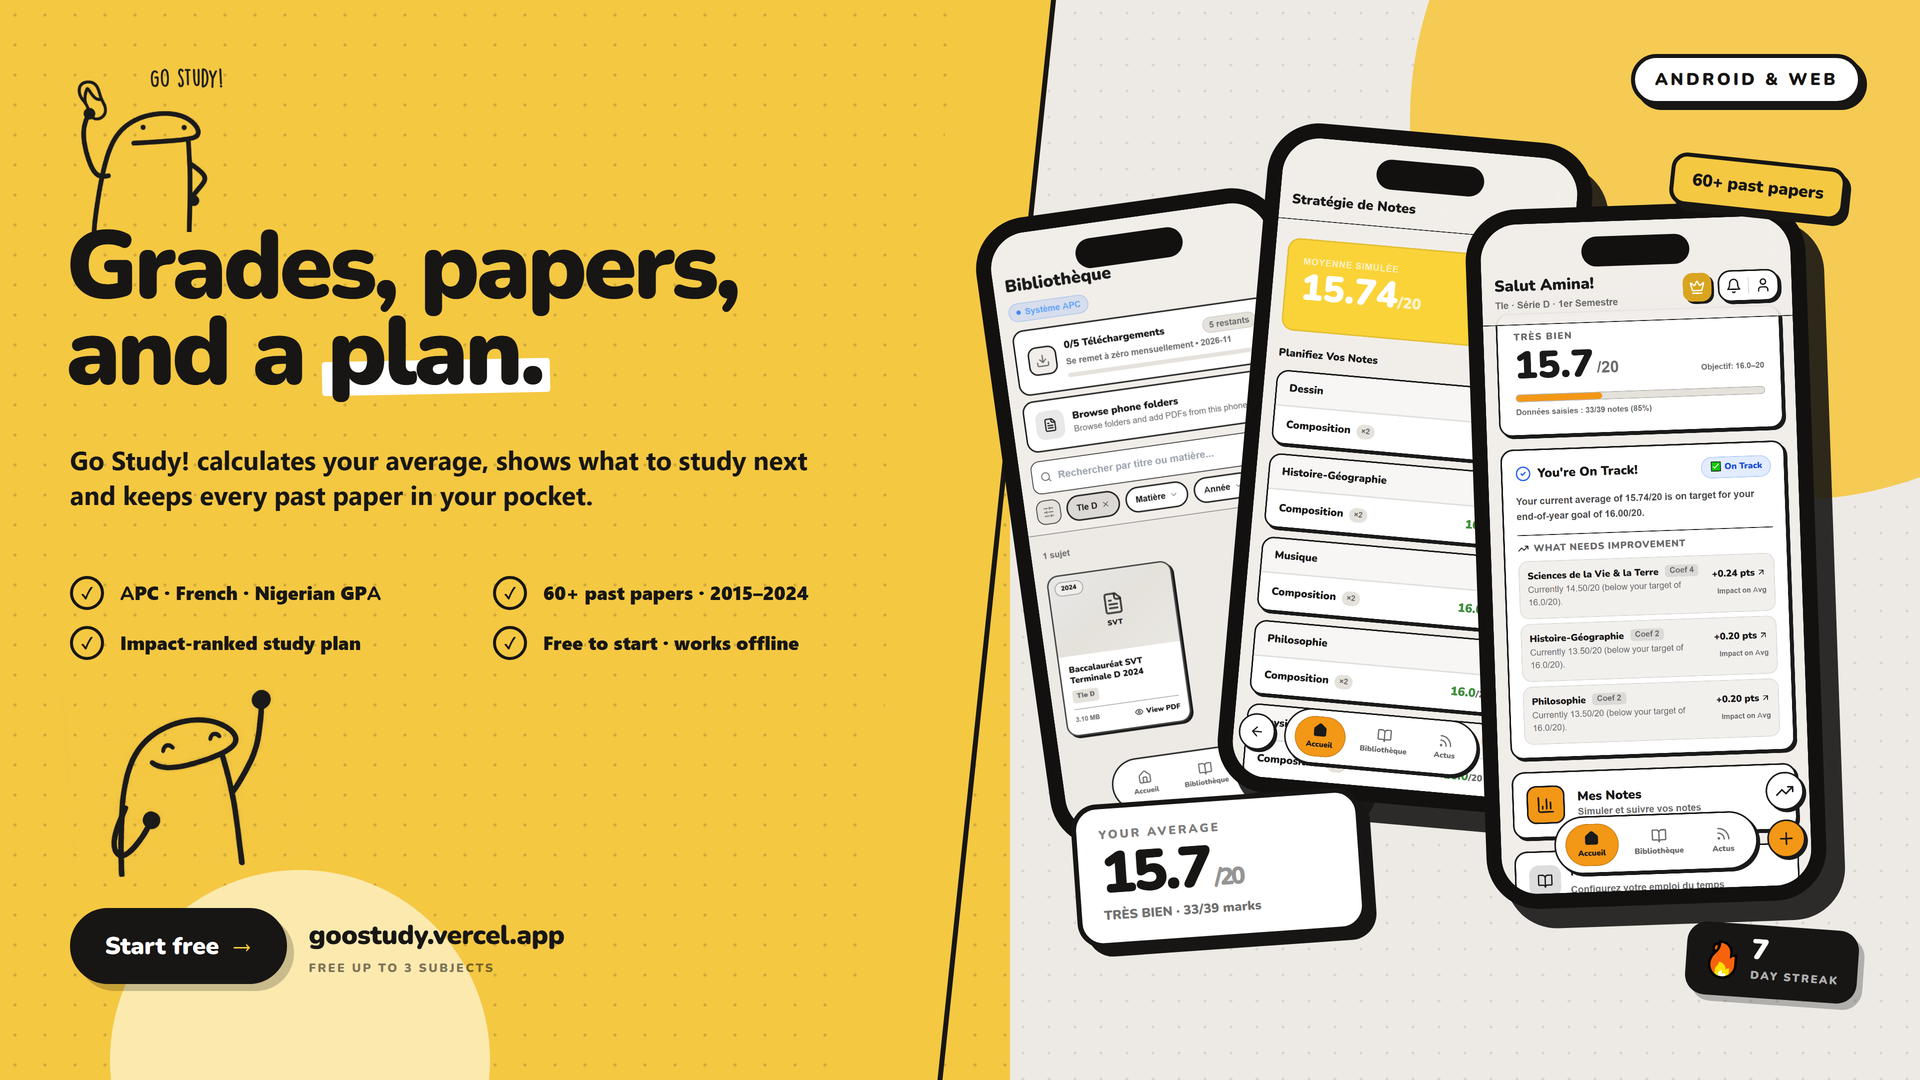 GO STUDY!
Grades, papers,
and a plan.
Go Study! calculates your average, shows what to study next
and keeps every past paper in your pocket.
APC · French · Nigerian GPA
60+ past papers · 2015–2024
Impact-ranked study plan
Free to start · works offline
Start free →
goostudy.vercel.app
FREE UP TO 3 SUBJECTS
ANDROID & WEB
60+ past papers
Bibliothèque
Système APC
0/5 Téléchargements
5 restants
Se remet à zéro mensuellement • 2026-11
Browse phone folders
Browse folders and add PDFs from this phone
Rechercher par titre ou matière...
Tle D ×
Matière
Année
1 sujet
2024
SVT
Baccalauréat SVT
Terminale D 2024
Tle D
3.10 MB
View PDF
Accueil
Bibliothèque
Stratégie de Notes
MOYENNE SIMULÉE
15.74/20
Planifiez Vos Notes
Dessin
Composition ×2
Histoire-Géographie
Composition ×2
Musique
Composition ×2
16.0
Philosophie
Composition ×2
16.0/
Accueil
Bibliothèque
Actus
/20
Salut Amina!
Tle · Série D · 1er Semestre
TRÈS BIEN
15.7 /20
Objectif: 16.0–20
Données saisies : 33/39 notes (85%)
You're On Track!
✅ On Track
Your current average of 15.74/20 is on target for your
end-of-year goal of 16.00/20.
WHAT NEEDS IMPROVEMENT
Sciences de la Vie & la Terre Coef 4
+0.24 pts ↗
Currently 14.50/20 (below your target of
16.0/20).
Impact on Avg
Histoire-Géographie Coef 2
+0.20 pts ↗
Currently 13.50/20 (below your target of
16.0/20).
Impact on Avg
Philosophie Coef 2
+0.20 pts ↗
Currently 13.50/20 (below your target of
16.0/20).
Impact on Avg
Mes Notes
Simuler et suivre vos notes
Accueil
Bibliothèque
Actus
Configurez votre emploi du temps
YOUR AVERAGE
15.7 /20
TRÈS BIEN · 33/39 marks
7
DAY STREAK